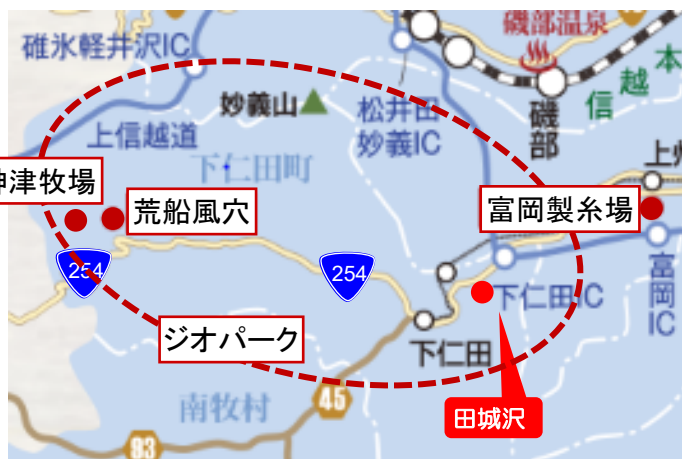 磯部温泉
碓氷軽井沢IC
妙義山
松井田
妙義IC
磯部
信越本
上信越道
下仁田町
上州
津牧場
荒船風穴
富岡製糸場
254
254
下仁田IC
富岡IC
ジオパーク
下仁田
南牧村
45
田城沢
93